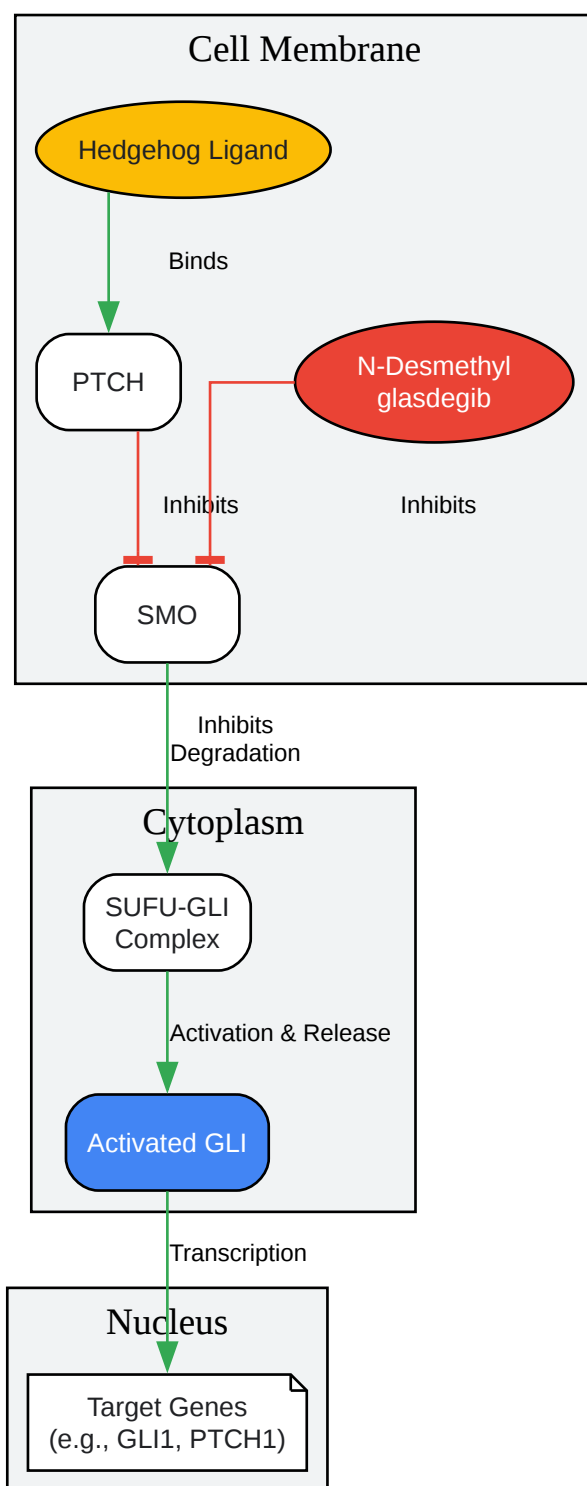 Cell Membrane
Hedgehog Ligand
Binds
PTCH
N-Desmethyl
glasdegib
Inhibits
Inhibits
SMO
Inhibits
Degradation
Cytoplasm
SUFU-GLI
Complex
Activation & Release
Activated GLI
Transcription
Nucleus
Target Genes
(e.g., GLI1, PTCH1)